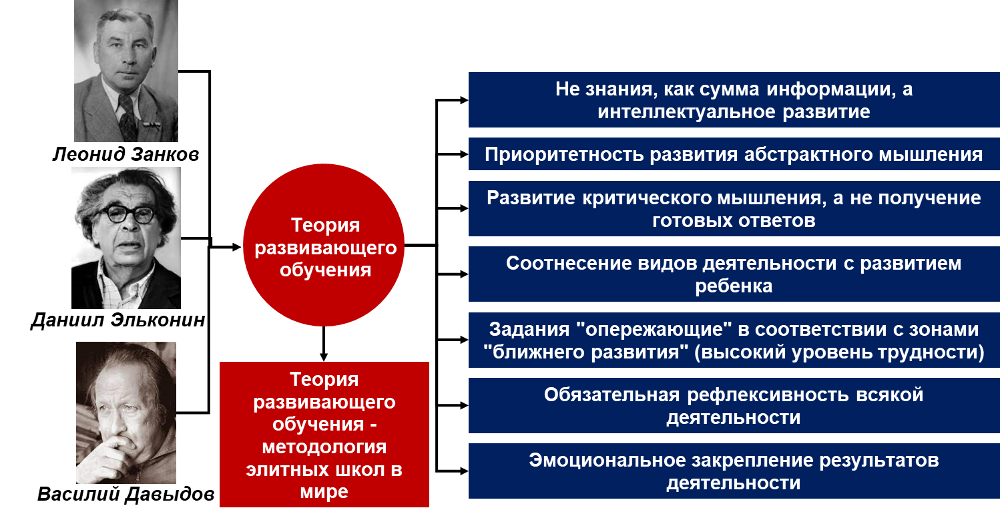 Леонид Занков
Даниил Эльконин
Василий Давыдов
Теория
развивающего
обучения
Теория
развивающего
обучения -
методология
элитных школ в
мире
Не знания, как сумма информации, а
интеллектуальное развитие
Приоритетность развития абстрактного мышления
Развитие критического мышления, а не получение
готовых ответов
Соотнесение видов деятельности с развитием
ребенка
Задания "опережающие" в соответствии с зонами
"ближнего развития" (высокий уровень трудности)
Обязательная рефлексивность всякой
деятельности
Эмоциональное закрепление результатов
деятельности